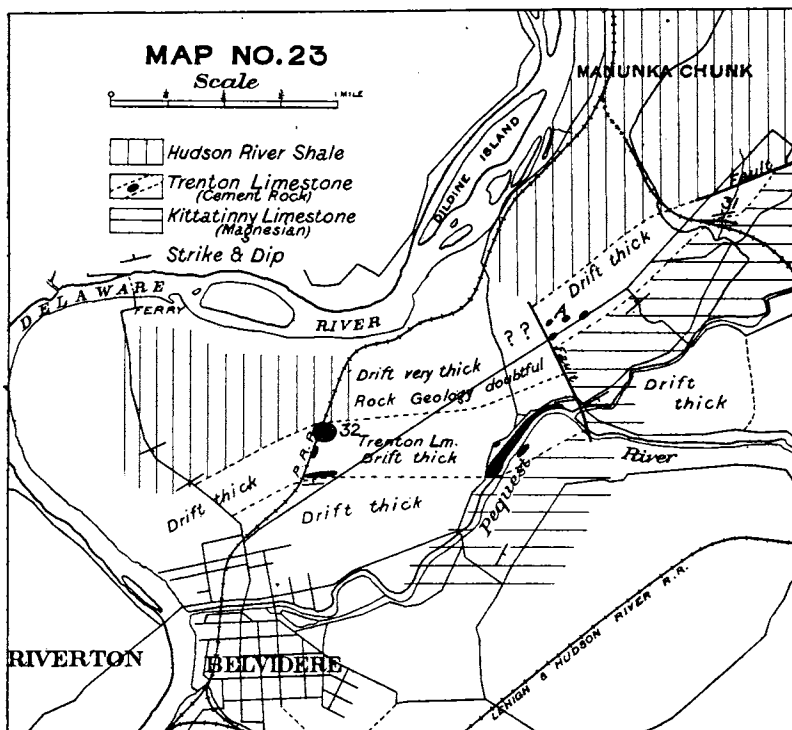 MAP NO.23
Scale
1 MILE
Hudson River Shale
Trenton Limestone
(Cement Rock)
Kittatinny Limestone
(Magnesian)
Strike & Dip
MANUNKA CHUNK
DILDINE ISLAND
Fault
31
Drift thick
DELAWARE
TERRY
RIVER
? ?
Fault
Drift very thick
Rock Geology doubtful
Drift
thick
32
P.R.R.
Trenton Lm.
Drift thick
Drift thick
Drift thick
Pequest
River
RIVERTON
BELVIDERE
LEHIGH & HUDSON RIVER R.R.